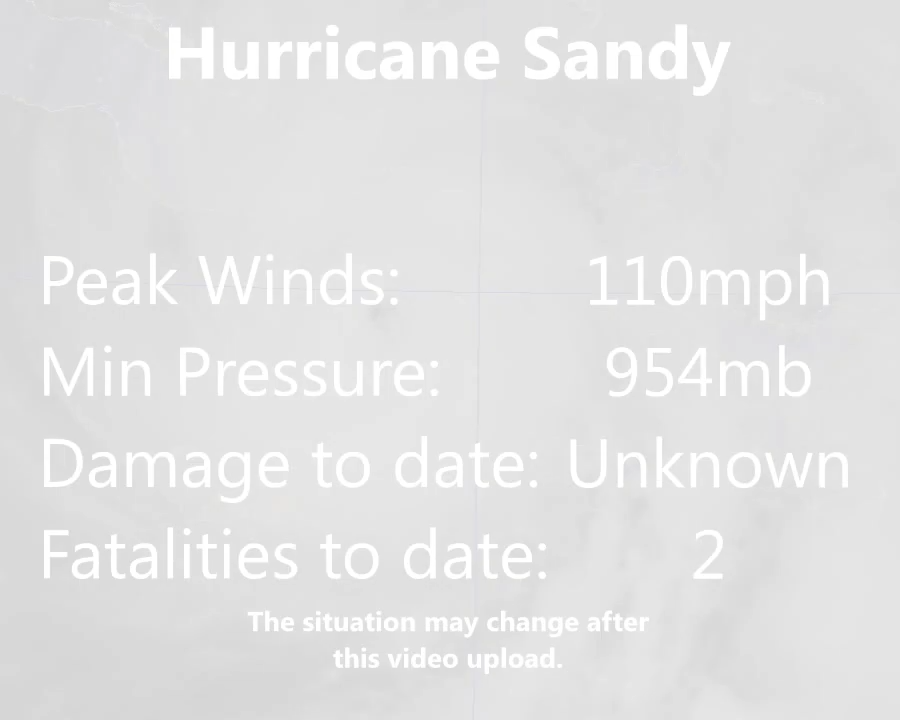 Hurricane Sandy
Peak Winds: 110mph
Min Pressure: 954mb
Damage to date: Unknown
Fatalities to date: 2
The situation may change after
this video upload.